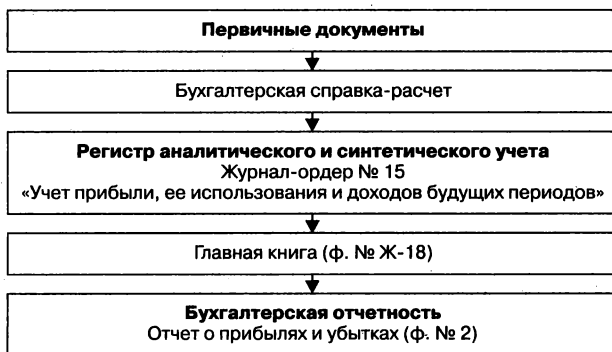 Первичные документы
Бухгалтерская справка-расчет
Регистр аналитического и синтетического учета
Журнал-ордер № 15
«Учет прибыли, ее использования и доходов будущих периодов»
Главная книга (ф. № Ж-18)
Бухгалтерская отчетность
Отчет о прибылях и убытках (ф. № 2)